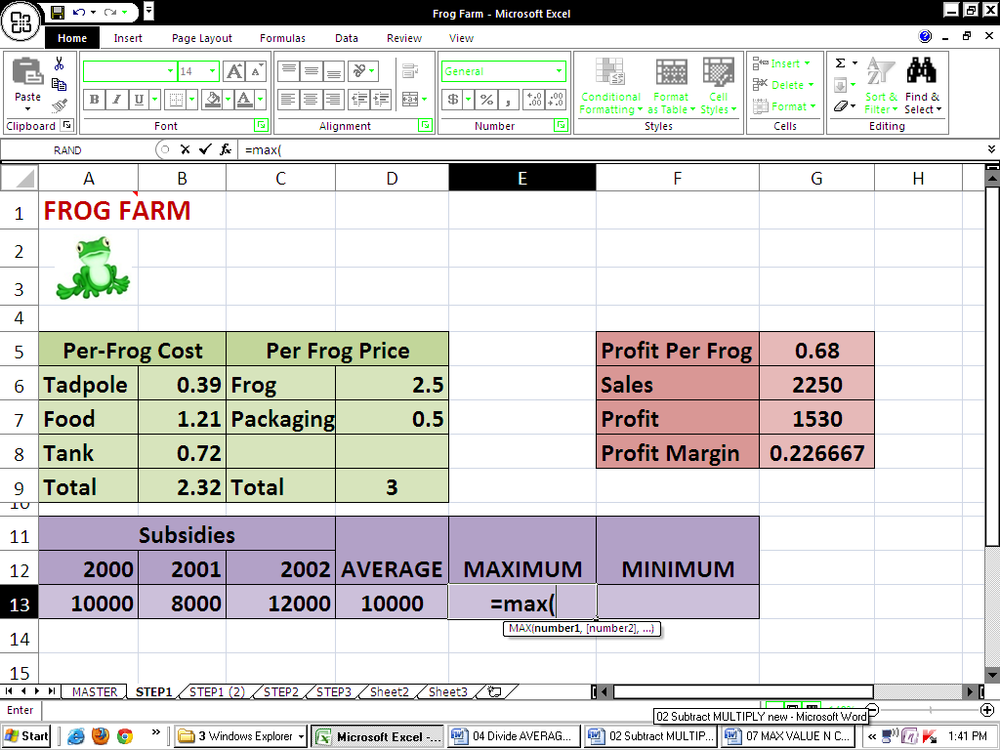 Frog Farm - Microsoft Excel
Home Insert Page Layout Formulas Data Review View
Paste
14
General
Conditional Formatting
Format as Table
Cell Styles
Insert
Delete
Format
Sort & Filter
Find & Select
Clipboard Font Alignment Number Styles Cells Editing
RAND =max(
A B C D E F G H
1 FROG FARM
2
3
4
5 Per-Frog Cost Per Frog Price Profit Per Frog 0.68
6 Tadpole 0.39 Frog 2.5 Sales 2250
7 Food 1.21 Packaging 0.5 Profit 1530
8 Tank 0.72 Profit Margin 0.226667
9 Total 2.32 Total 3
10
11 Subsidies
12 2000 2001 2002 AVERAGE MAXIMUM MINIMUM
13 10000 8000 12000 10000 =max(
MAX(number1, [number2], ...)
14
15
MASTER STEP1 STEP1 (2) STEP2 STEP3 Sheet2 Sheet3
Enter
02 Subtract MULTIPLY new - Microsoft Word
Start 3 Windows Explorer Microsoft Excel -... 04 Divide AVERAG... 02 Subtract MULTIP... 07 MAX VALUE N C... 1:41 PM